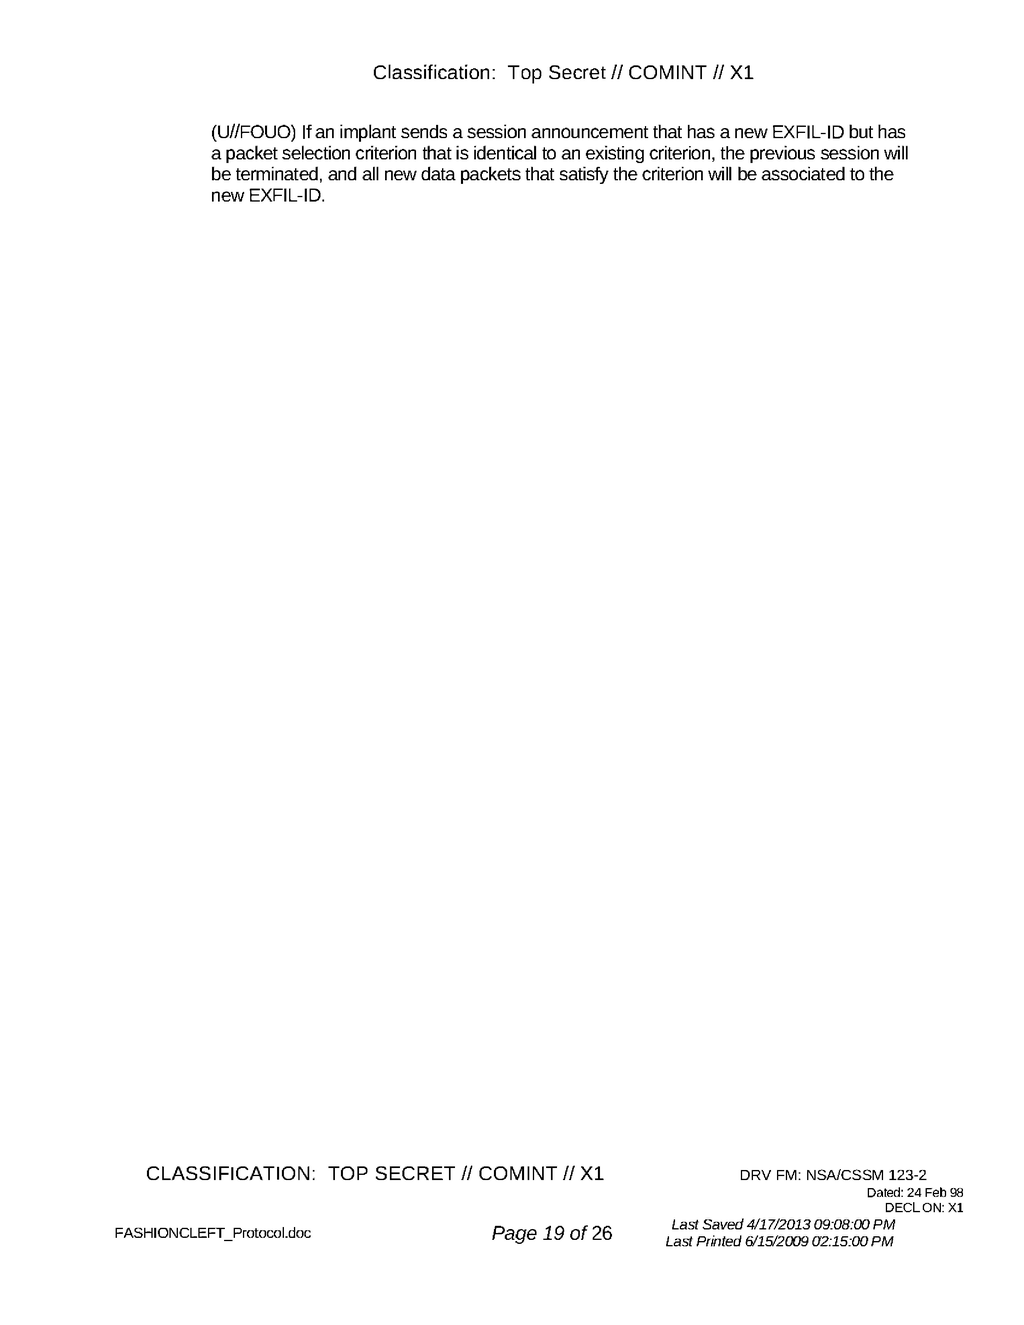 Classification: Top Secret // COMINT // X1
(U//FOUO) If an implant sends a session announcement that has a new EXFIL-ID but has
a packet selection criterion that is identical to an existing criterion, the previous session will
be terminated, and all new data packets that satisfy the criterion will be associated to the
new EXFIL-ID.
CLASSIFICATION: TOP SECRET // COMINT // X1
DRV FM: NSA/CSSM 123-2
Dated: 24 Feb 98
DECL ON: X1
FASHIONCLEFT_Protocol.doc
Page 19 of 26
Last Saved 4/17/2013 09:08:00 PM
Last Printed 6/15/2009 02:15:00 PM